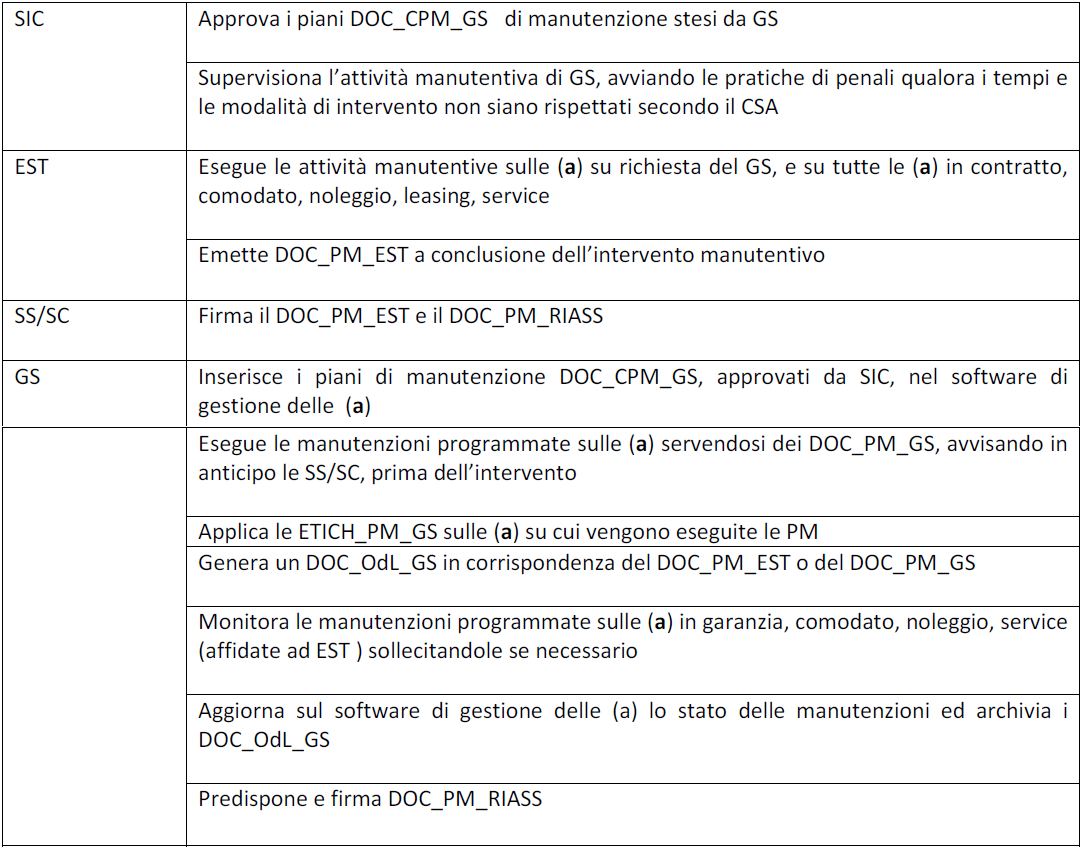 SIC
Approva i piani DOC_CPM_GS di manutenzione stesi da GS
Supervisiona l'attività manutentiva di GS, avviando le pratiche di penali qualora i tempi e
le modalità di intervento non siano rispettati secondo il CSA
EST
Esegue le attività manutentive sulle (a) su richiesta del GS, e su tutte le (a) in contratto,
comodato, noleggio, leasing, service
Emette DOC_PM_EST a conclusione dell'intervento manutentivo
SS/SC
Firma il DOC_PM_EST e il DOC_PM_RIASS
GS
Inserisce i piani di manutenzione DOC_CPM_GS, approvati da SIC, nel software di
gestione delle (a)
Esegue le manutenzioni programmate sulle (a) servendosi dei DOC_PM_GS, avvisando in
anticipo le SS/SC, prima dell'intervento
Applica le ETICH_PM_GS sulle (a) su cui vengono eseguite le PM
Genera un DOC_OdL_GS in corrispondenza del DOC_PM_EST o del DOC_PM_GS
Monitora le manutenzioni programmate sulle (a) in garanzia, comodato, noleggio, service
(affidate ad EST ) sollecitandole se necessario
Aggiorna sul software di gestione delle (a) lo stato delle manutenzioni ed archivia i
DOC_OdL_GS
Predispone e firma DOC_PM_RIASS